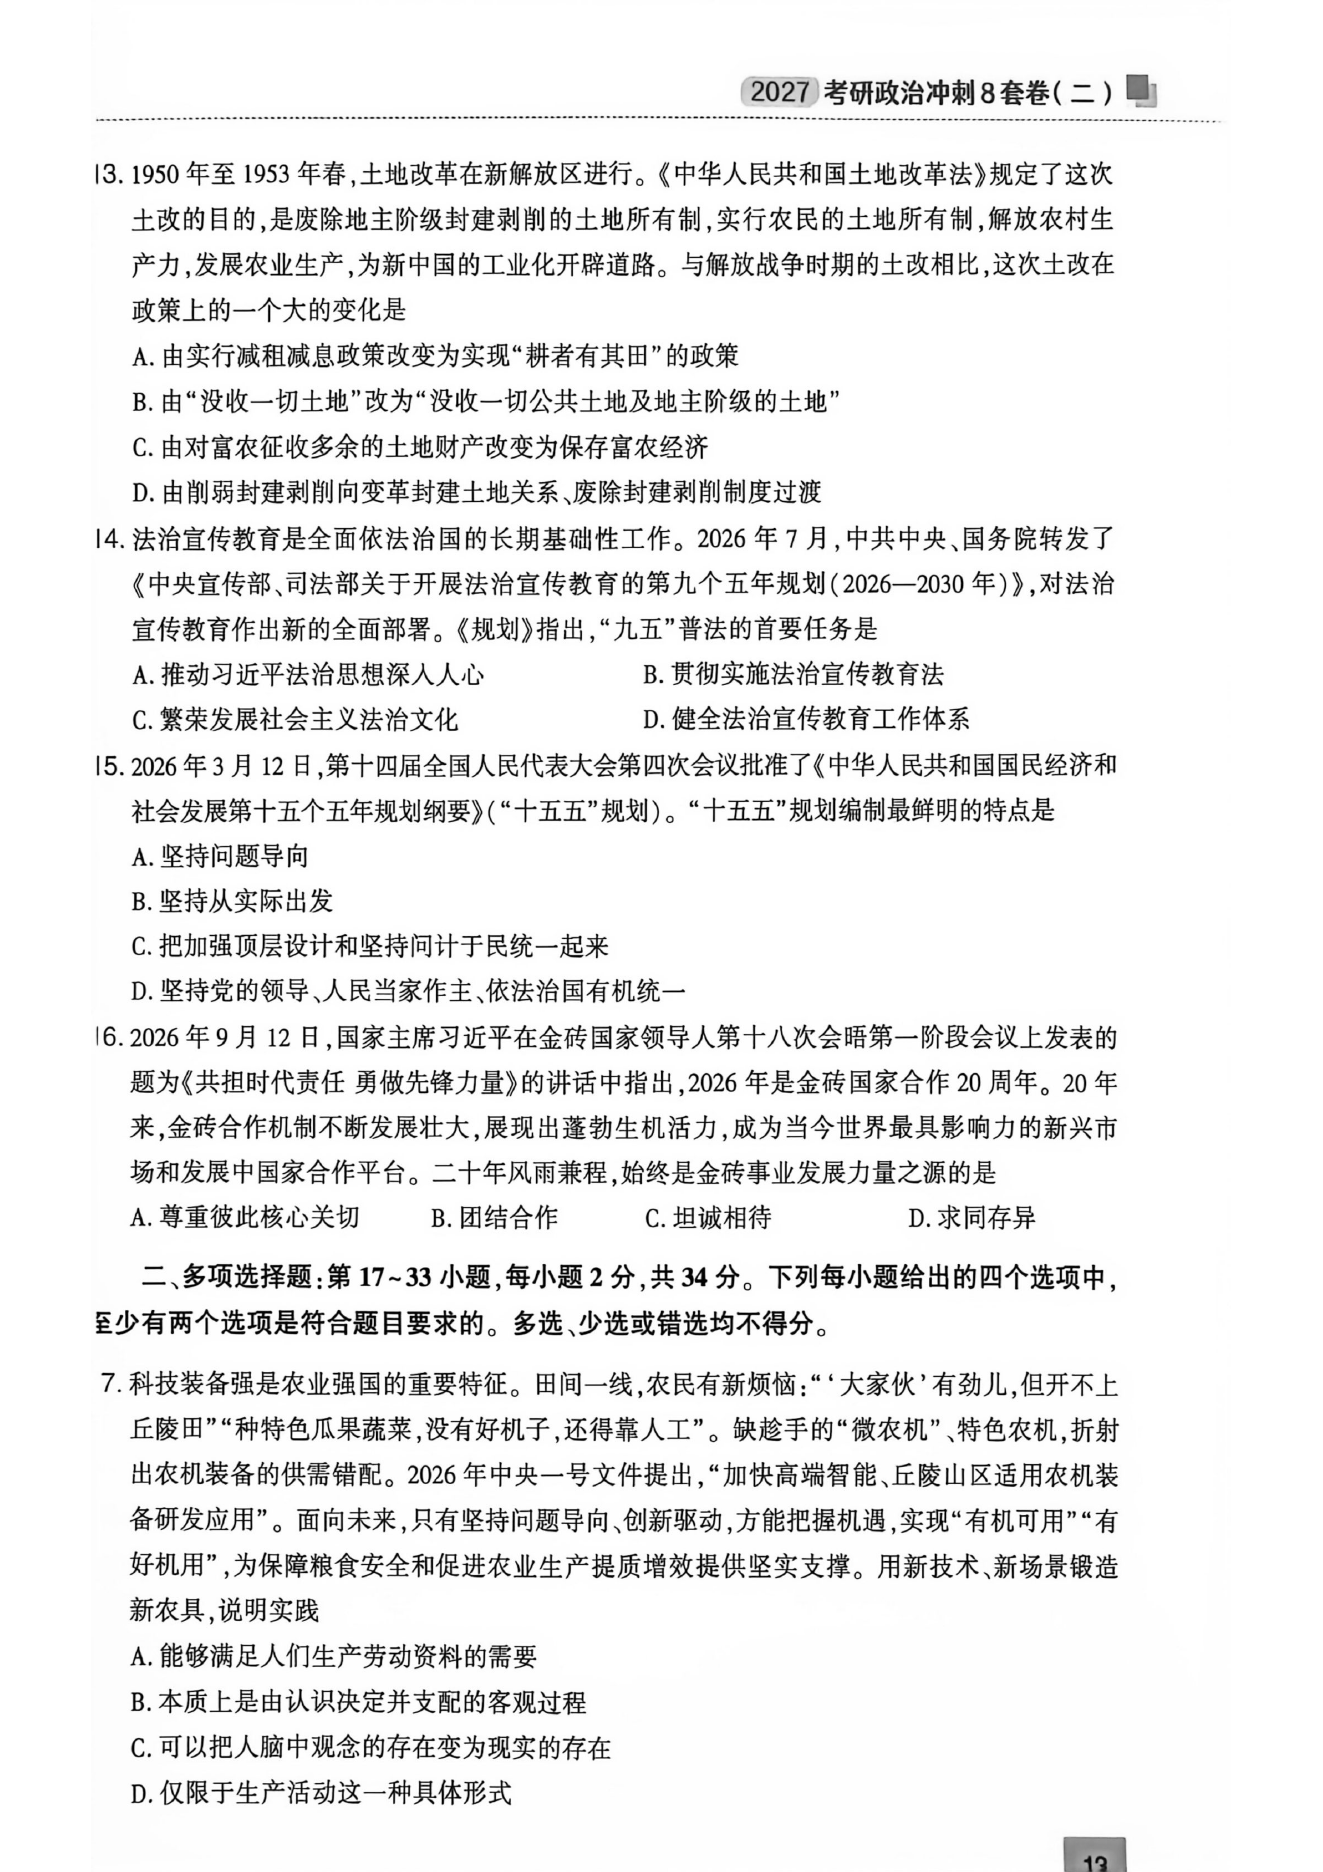 2027 考研政治冲刺8套卷(二)
13. 1950年至1953年春,土地改革在新解放区进行。《中华人民共和国土地改革法》规定了这次
土改的目的,是废除地主阶级封建剥削的土地所有制,实行农民的土地所有制,解放农村生
产力,发展农业生产,为新中国的工业化开辟道路。与解放战争时期的土改相比,这次土改在
政策上的一个大的变化是
A. 由实行减租减息政策改变为实现“耕者有其田”的政策
B. 由“没收一切土地”改为“没收一切公共土地及地主阶级的土地”
C. 由对富农征收多余的土地财产改变为保存富农经济
D. 由削弱封建剥削向变革封建土地关系、废除封建剥削制度过渡
14. 法治宣传教育是全面依法治国的长期基础性工作。2026年7月,中共中央、国务院转发了
《中央宣传部、司法部关于开展法治宣传教育的第九个五年规划(2026—2030年)》,对法治
宣传教育作出新的全面部署。《规划》指出,“九五”普法的首要任务是
A. 推动习近平法治思想深入人心 B. 贯彻实施法治宣传教育法
C. 繁荣发展社会主义法治文化 D. 健全法治宣传教育工作体系
15. 2026年3月12日,第十四届全国人民代表大会第四次会议批准了《中华人民共和国国民经济和
社会发展第十五个五年规划纲要》(“十五五”规划)。“十五五”规划编制最鲜明的特点是
A. 坚持问题导向
B. 坚持从实际出发
C. 把加强顶层设计和坚持问计于民统一起来
D. 坚持党的领导、人民当家作主、依法治国有机统一
16. 2026年9月12日,国家主席习近平在金砖国家领导人第十八次会晤第一阶段会议上发表的
题为《共担时代责任 勇做先锋力量》的讲话中指出,2026年是金砖国家合作20周年。20年
来,金砖合作机制不断发展壮大,展现出蓬勃生机活力,成为当今世界最具影响力的新兴市
场和发展中国家合作平台。二十年风雨兼程,始终是金砖事业发展力量之源的是
A. 尊重彼此核心关切 B. 团结合作 C. 坦诚相待 D. 求同存异
二、多项选择题:第17~33小题,每小题2分,共34分。下列每小题给出的四个选项中,
至少有两个选项是符合题目要求的。多选、少选或错选均不得分。
7. 科技装备强是农业强国的重要特征。田间一线,农民有新烦恼:“‘大家伙’有劲儿,但开不上
丘陵田”“种特色瓜果蔬菜,没有好机子,还得靠人工”。缺趁手的“微农机”、特色农机,折射
出农机装备的供需错配。2026年中央一号文件提出,“加快高端智能、丘陵山区适用农机装
备研发应用”。面向未来,只有坚持问题导向、创新驱动,方能把握机遇,实现“有机可用”“有
好机用”,为保障粮食安全和促进农业生产提质增效提供坚实支撑。用新技术、新场景锻造
新农具,说明实践
A. 能够满足人们生产劳动资料的需要
B. 本质上是由认识决定并支配的客观过程
C. 可以把人脑中观念的存在变为现实的存在
D. 仅限于生产活动这一种具体形式
13